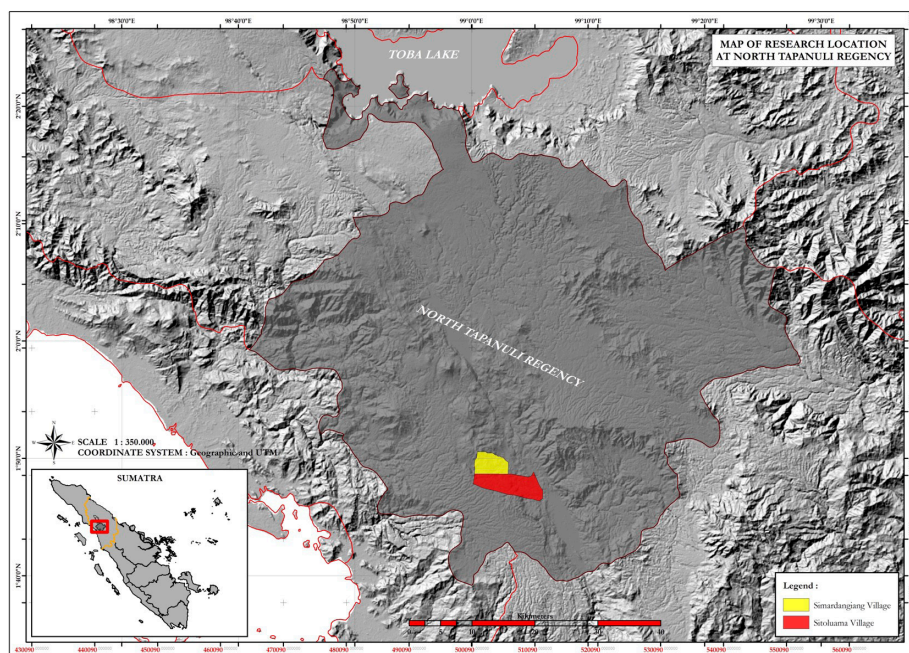 98°30'0"E 98°40'0"E 98°50'0"E 99°0'0"E 99°10'0"E 99°20'0"E 99°30'0"E
TOBA LAKE
MAP OF RESEARCH LOCATION
AT NORTH TAPANULI REGENCY
2°20'0"N
2°10'0"N
NORTH TAPANULI REGENCY
2°0'0"N
N
W E
S
SCALE 1 : 350.000
COORDINATE SYSTEM : Geographic and UTM
1°50'0"N
SUMATRA
1°40'0"N
Legend :
Simardangiang Village
Sitoluama Village
Kilometers
430090 440090 450090 460090 470090 480090 490090 500090 510090 520090 530090 540090 550090 560090